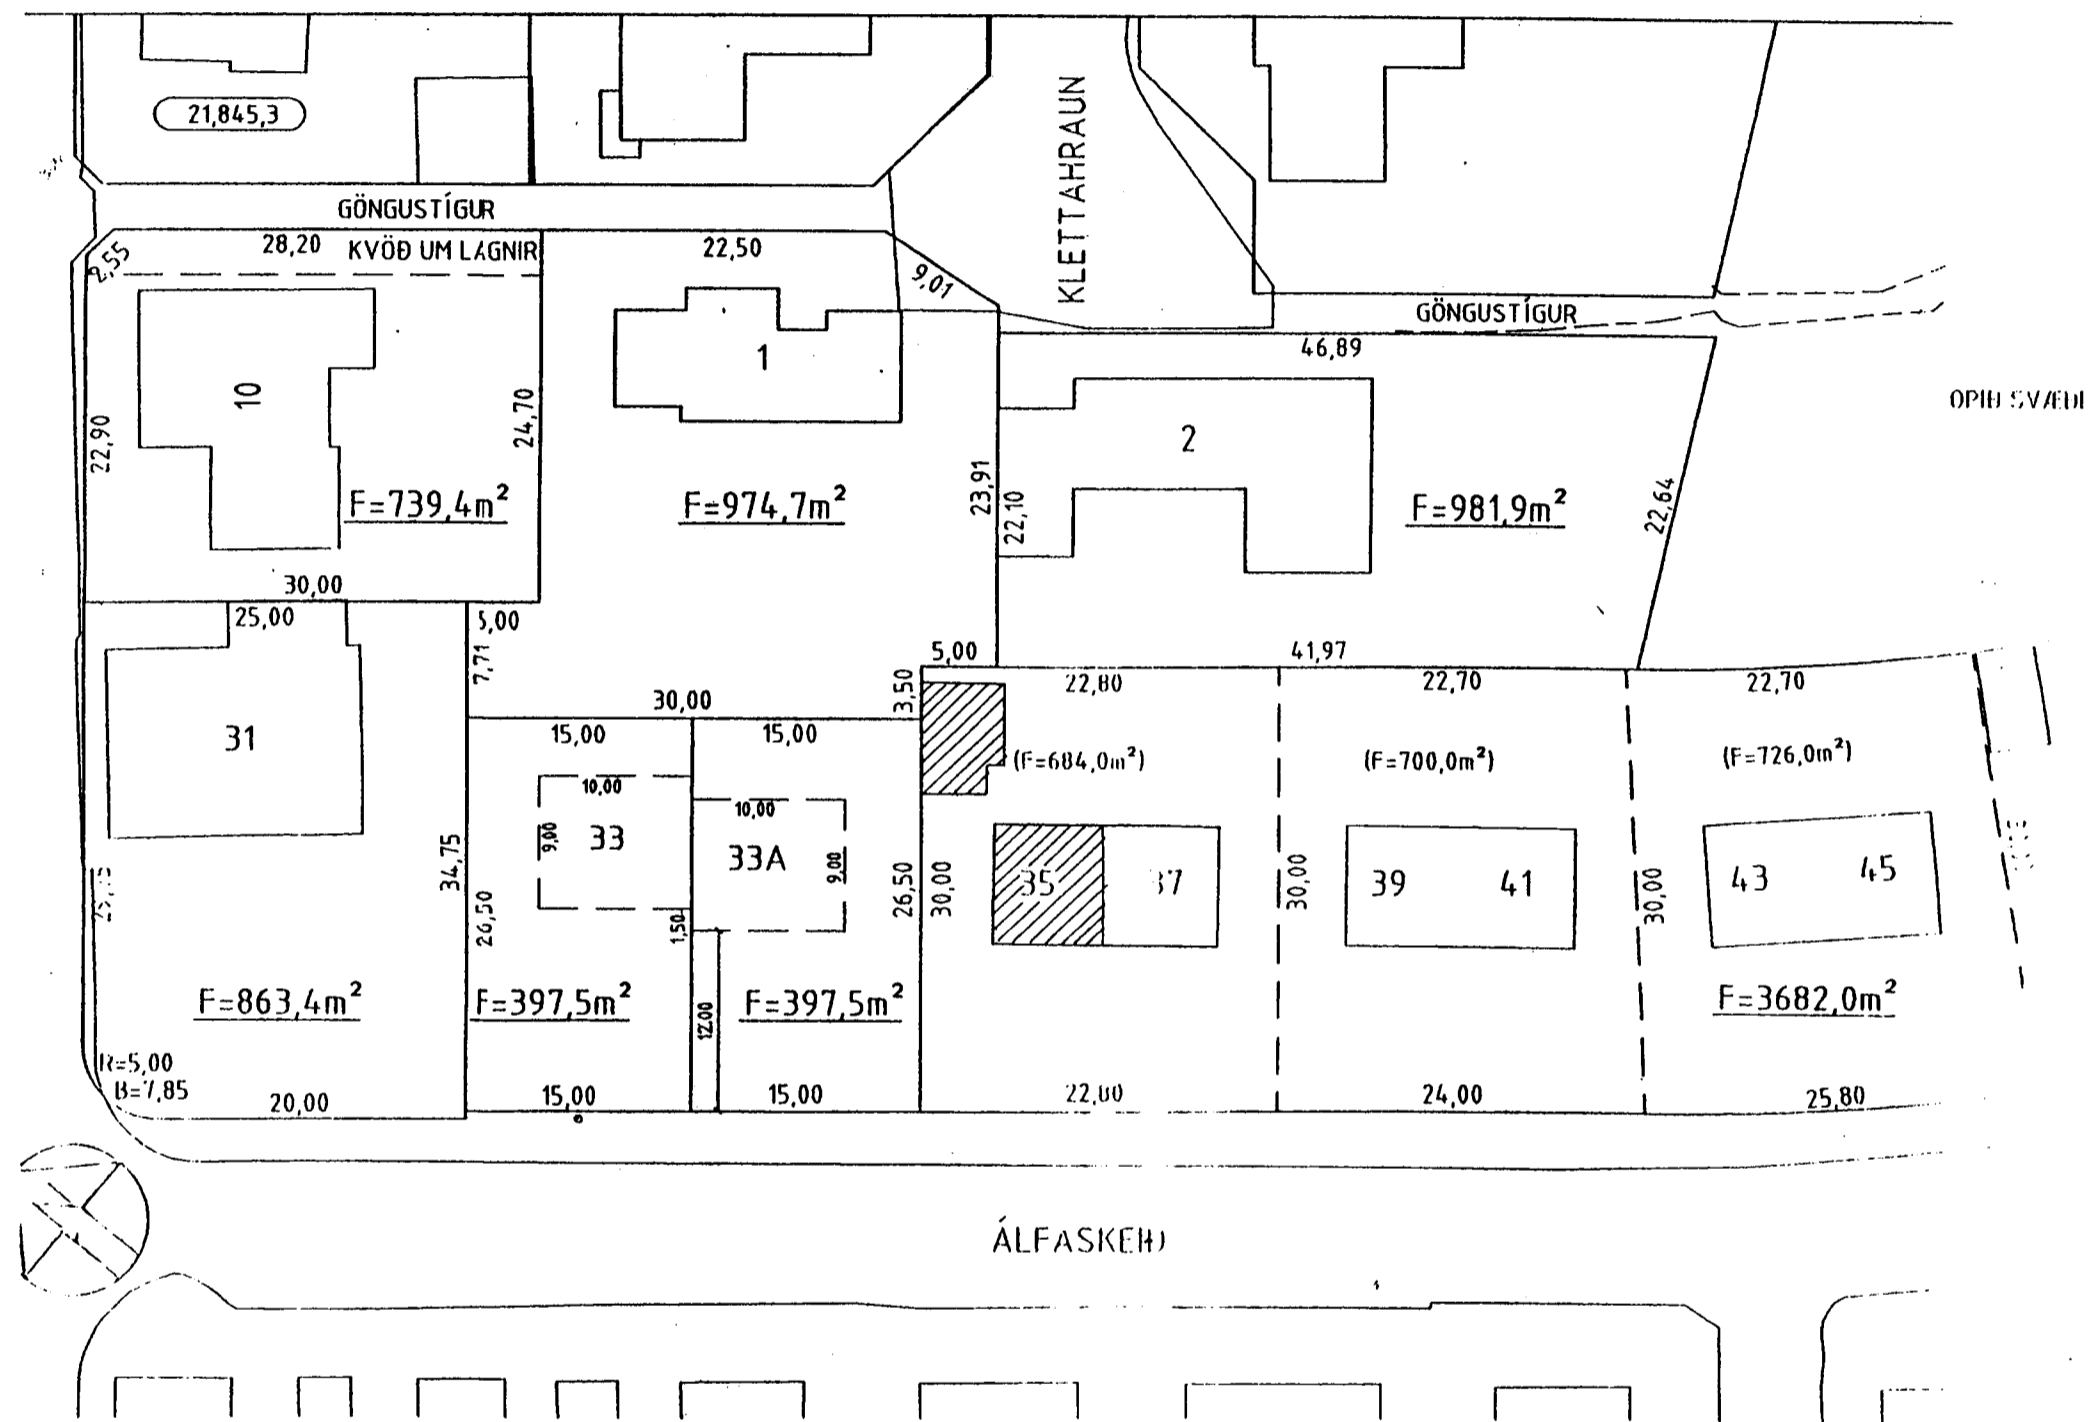 21,845,3
KLETTAHRAUN
GÖNGUSTÍGUR
28,20
KVÖÐ UM LAGNIR
22,50
2,55
9,01
GÖNGUSTÍGUR
46,89
OPIÐ SVÆÐI
10
1
2
22,90
24,70
23,91
22,10
22,64
F=739,4m²
F=974,7m²
F=981,9m²
30,00
25,00
5,00
7,71
5,00
41,97
3,50
22,80
22,70
22,70
30,00
15,00
15,00
31
(F=684,0m²)
(F=700,0m²)
(F=726,0m²)
10,00
10,00
9,00
33
33A
9,00
34,75
26,50
1,50
26,50
30,00
35
37
30,00
39
41
30,00
43
45
F=863,4m²
F=397,5m²
12,00
F=397,5m²
F=3682,0m²
R=5,00
B=7,85
20,00
15,00
15,00
22,80
24,00
25,80
ÁLFASKEIÐ